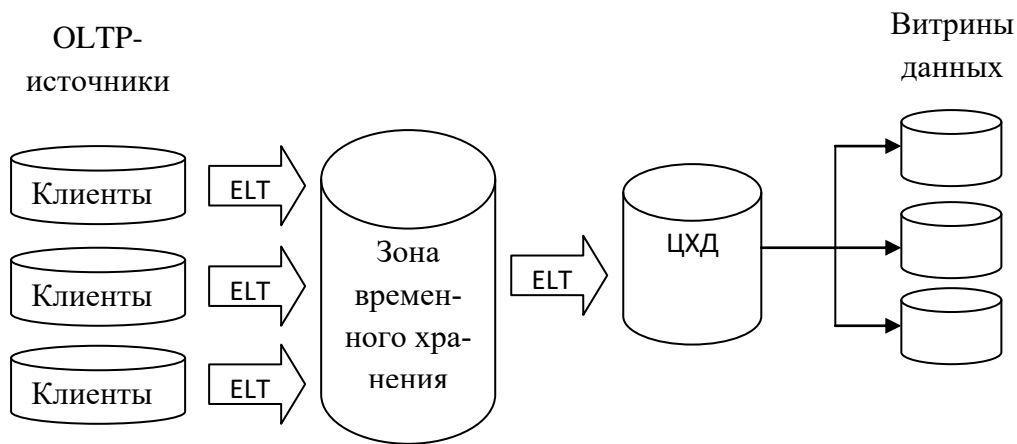 OLTP-
источники
Витрины
данных
Клиенты
ELT
Клиенты
ELT
Клиенты
ELT
Зона
времен-
ного хра-
нения
ELT
ЦХД